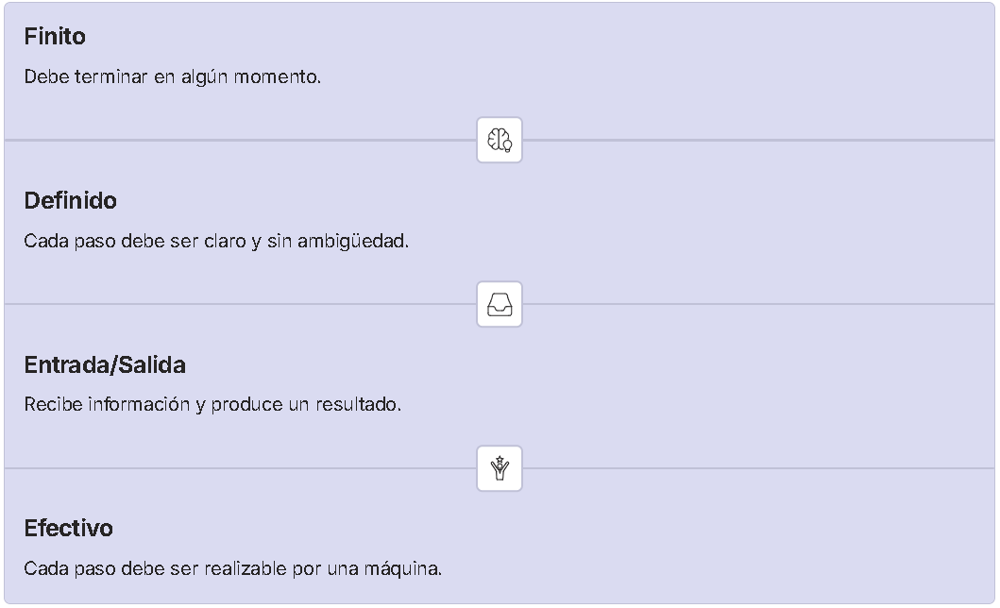 Finito
Debe terminar en algún momento.
Definido
Cada paso debe ser claro y sin ambigüedad.
Entrada/Salida
Recibe información y produce un resultado.
Efectivo
Cada paso debe ser realizable por una máquina.